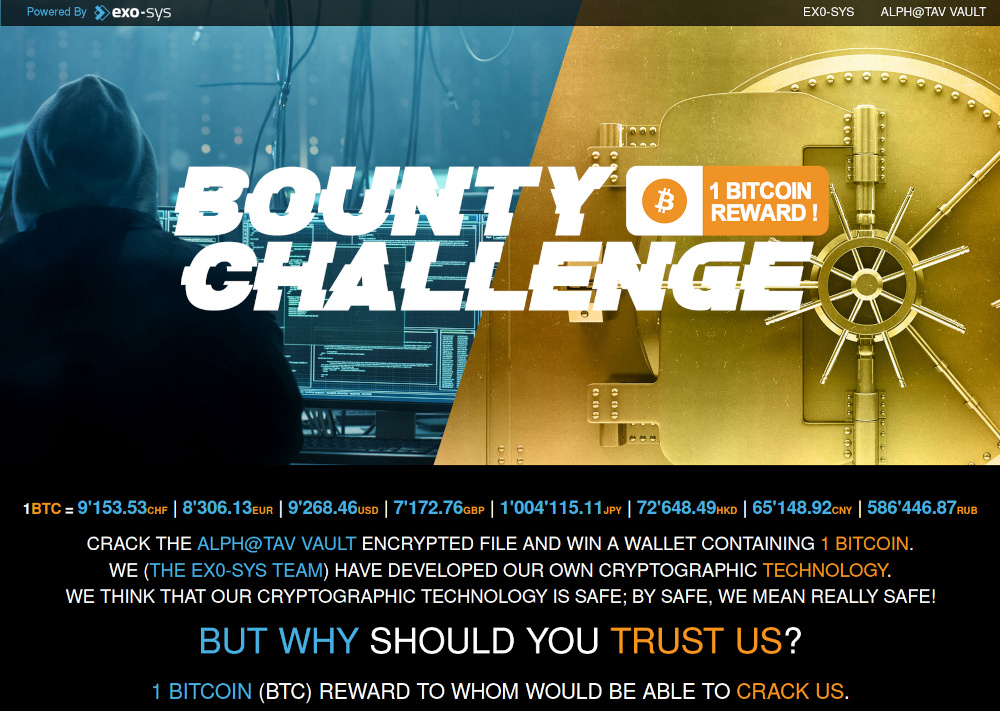 Powered By exo-sys EX0-SYS ALPH@TAV VAULT
BOUNTY
CHALLENGE
1 BITCOIN
REWARD !
1BTC = 9'153.53CHF | 8'306.13EUR | 9'268.46USD | 7'172.76GBP | 1'004'115.11JPY | 72'648.49HKD | 65'148.92CNY | 586'446.87RUB
CRACK THE ALPH@TAV VAULT ENCRYPTED FILE AND WIN A WALLET CONTAINING 1 BITCOIN.
WE (THE EX0-SYS TEAM) HAVE DEVELOPED OUR OWN CRYPTOGRAPHIC TECHNOLOGY.
WE THINK THAT OUR CRYPTOGRAPHIC TECHNOLOGY IS SAFE; BY SAFE, WE MEAN REALLY SAFE!
BUT WHY SHOULD YOU TRUST US?
1 BITCOIN (BTC) REWARD TO WHOM WOULD BE ABLE TO CRACK US.